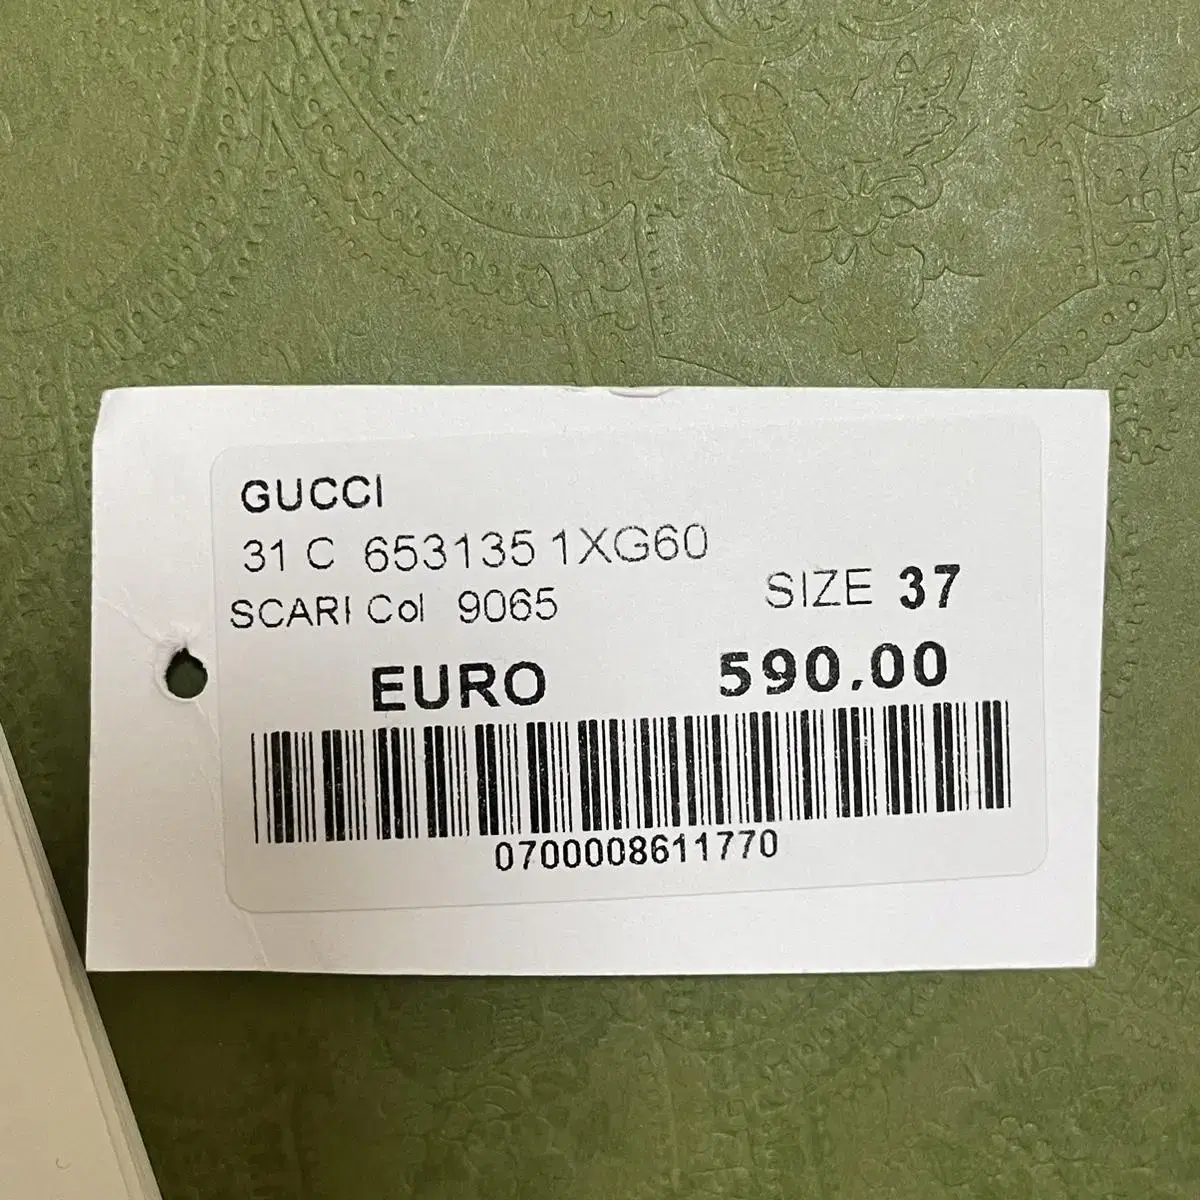 GUCCI
31 C 653135 1XG60
SCARI Col 9065 SIZE 37
EURO 590.00
0700008611770